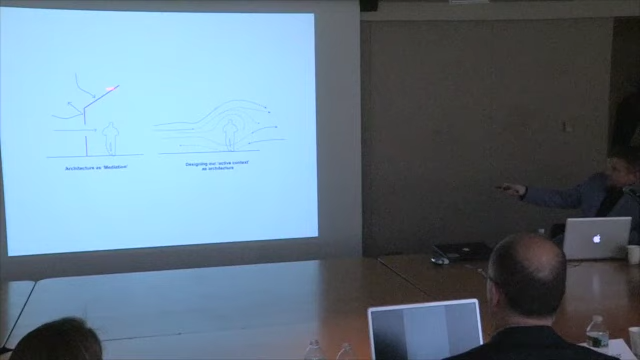 Architecture as 'Mediation'
Designing our 'active context'
as architecture